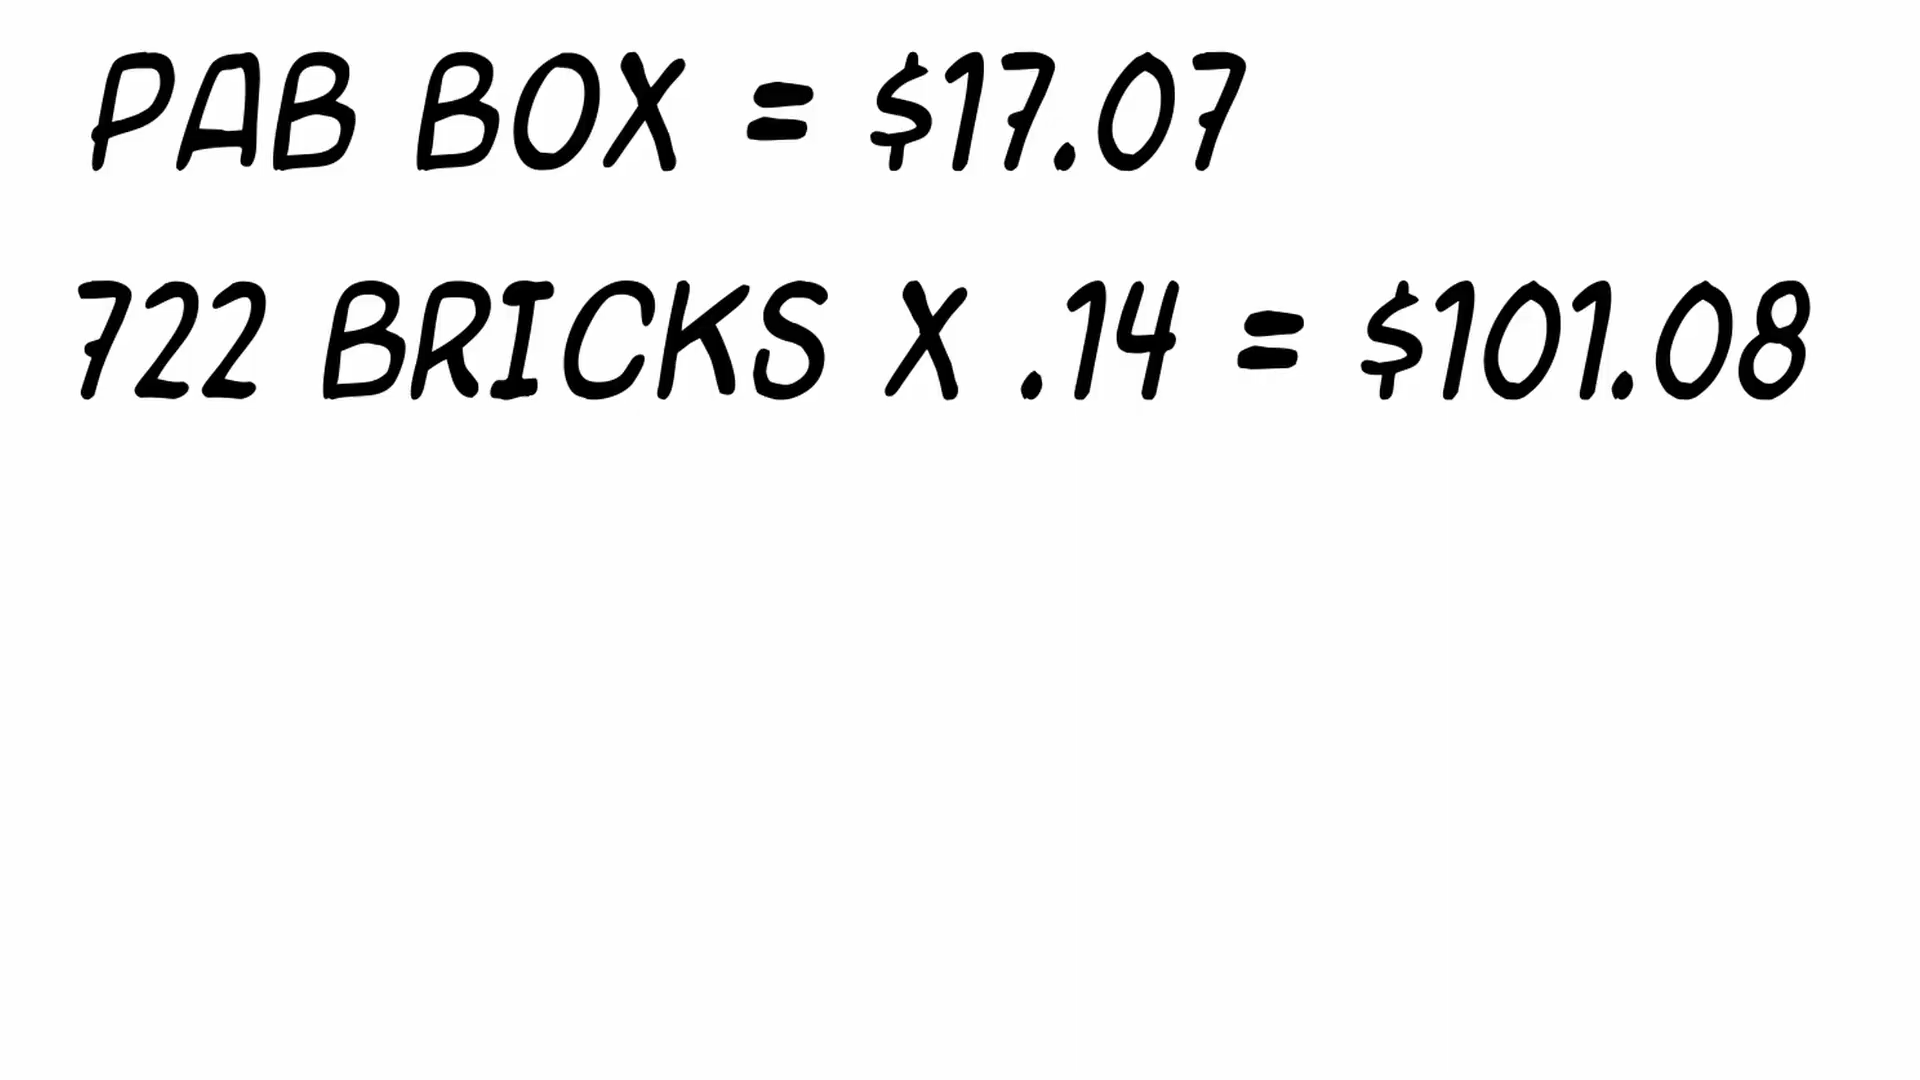 PAB BOX = $17.07
722 BRICKS X .14 = $101.08